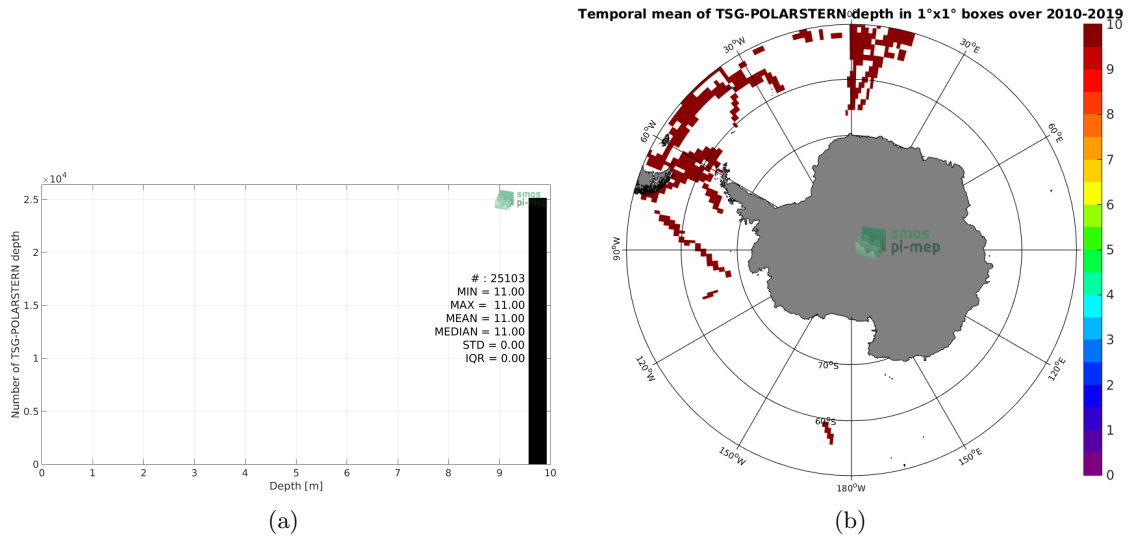 Temporal mean of TSG-POLARSTERN depth in 1°x1° boxes over 2010-2019
×10⁴
2.5
2
1.5
1
0.5
0
Number of TSG-POLARSTERN depth
smos
pi-mep
# : 25103
MIN = 11.00
MAX = 11.00
MEAN = 11.00
MEDIAN = 11.00
STD = 0.00
IQR = 0.00
0 1 2 3 4 5 6 7 8 9 10
Depth [m]
(a)
0°
30°E
60°E
120°E
150°E
180°W
150°W
120°W
90°W
60°W
30°W
70°S
60°S
smos
pi-mep
10
9
8
7
6
5
4
3
2
1
0
(b)